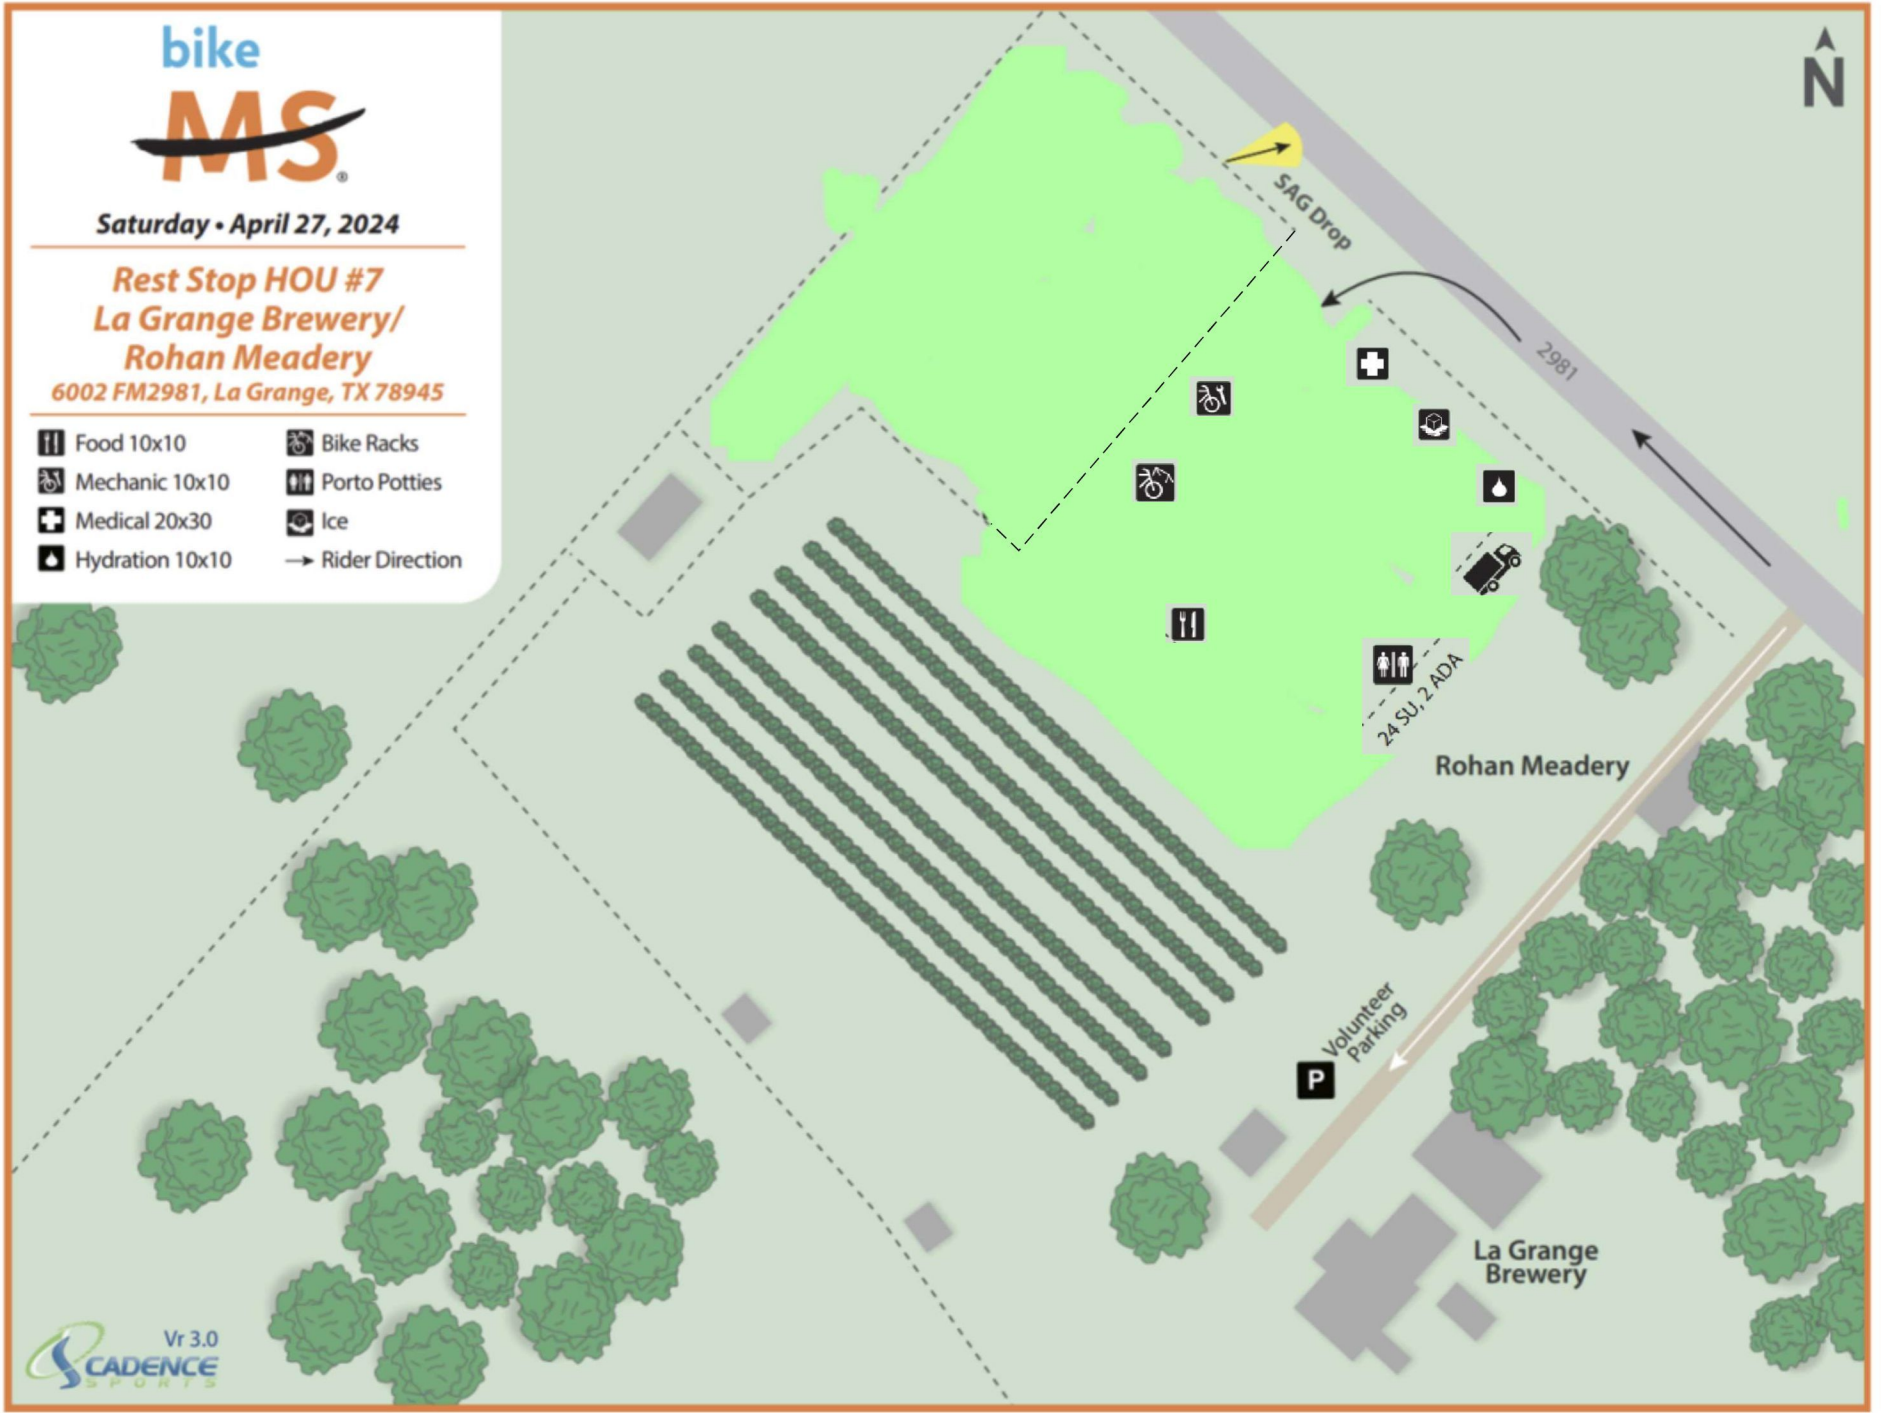 bike
MS®
Saturday • April 27, 2024
Rest Stop HOU #7
La Grange Brewery/
Rohan Meadery
6002 FM2981, La Grange, TX 78945
Food 10x10
Mechanic 10x10
Medical 20x30
Hydration 10x10
Bike Racks
Porto Potties
Ice
Rider Direction
N
SAG Drop
2981
24 SU, 2 ADA
Rohan Meadery
Volunteer
Parking
P
La Grange
Brewery
Vr 3.0
CADENCE
SPORTS